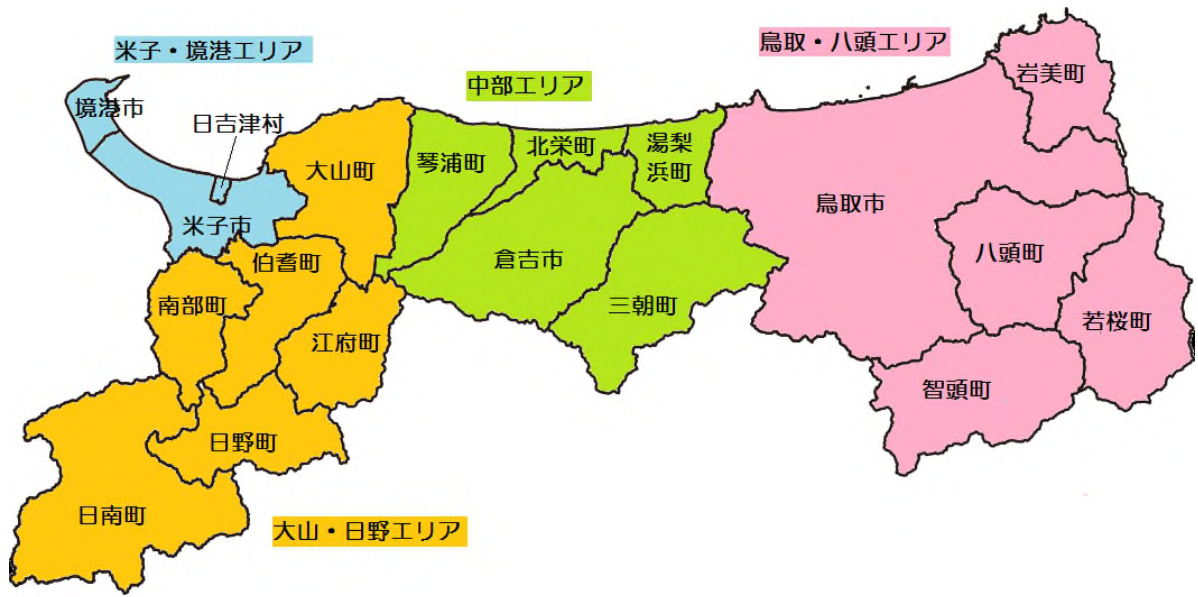 米子・境港エリア
鳥取・八頭エリア
中部エリア
岩美町
境港市
日吉津村
大山町
琴浦町
北栄町
湯梨
浜町
鳥取市
米子市
伯耆町
倉吉市
八頭町
南部町
三朝町
若桜町
江府町
智頭町
日野町
日南町
大山・日野エリア